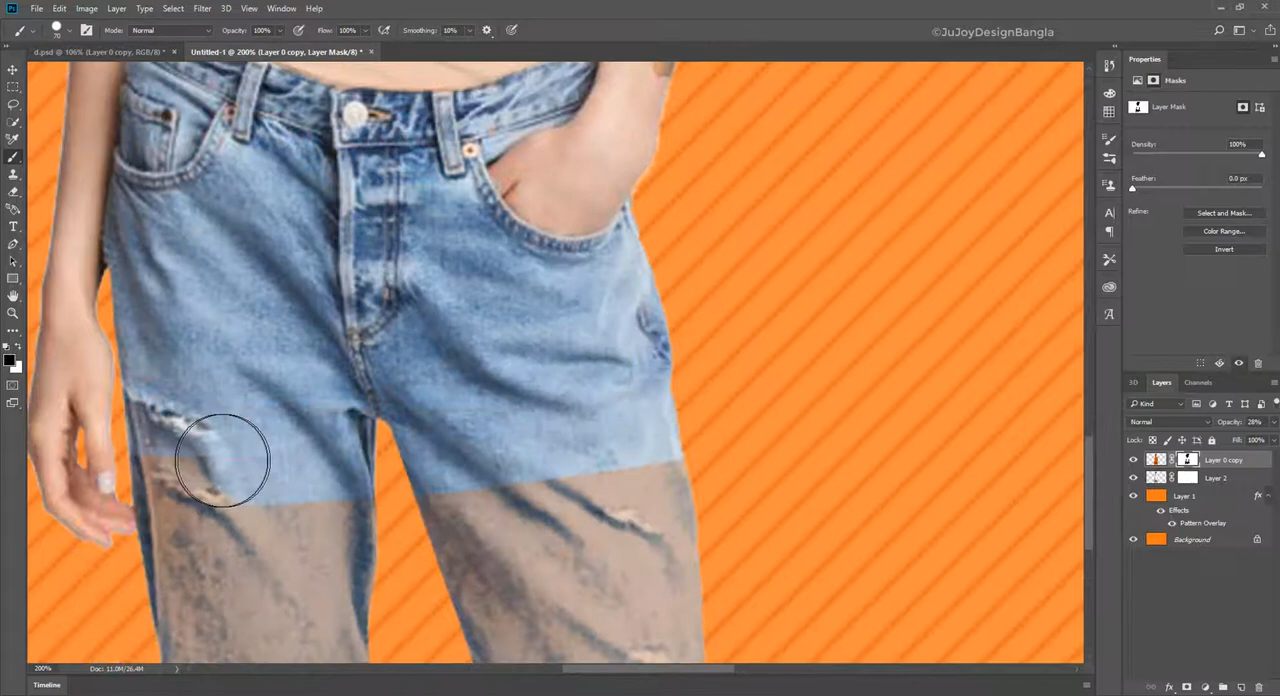 Ps File Edit Image Layer Type Select Filter 3D View Window Help
70 Mode: Normal Opacity: 100% Flow: 100% Smoothing: 10%
©JuJoyDesignBangla
d.psd @ 106% (Layer 0 copy, RGB/8) * × Untitled-1 @ 200% (Layer 0 copy, Layer Mask/8) * ×
Properties
Masks
Layer Mask
Density: 100%
Feather: 0.0 px
Refine: Select and Mask...
Color Range...
Invert
3D Layers Channels
Kind
Normal Opacity: 28%
Lock: Fill: 100%
Layer 0 copy
Layer 2
Layer 1 fx
Effects
Pattern Overlay
Background
200% Doc: 11.0M/26.4M
Timeline